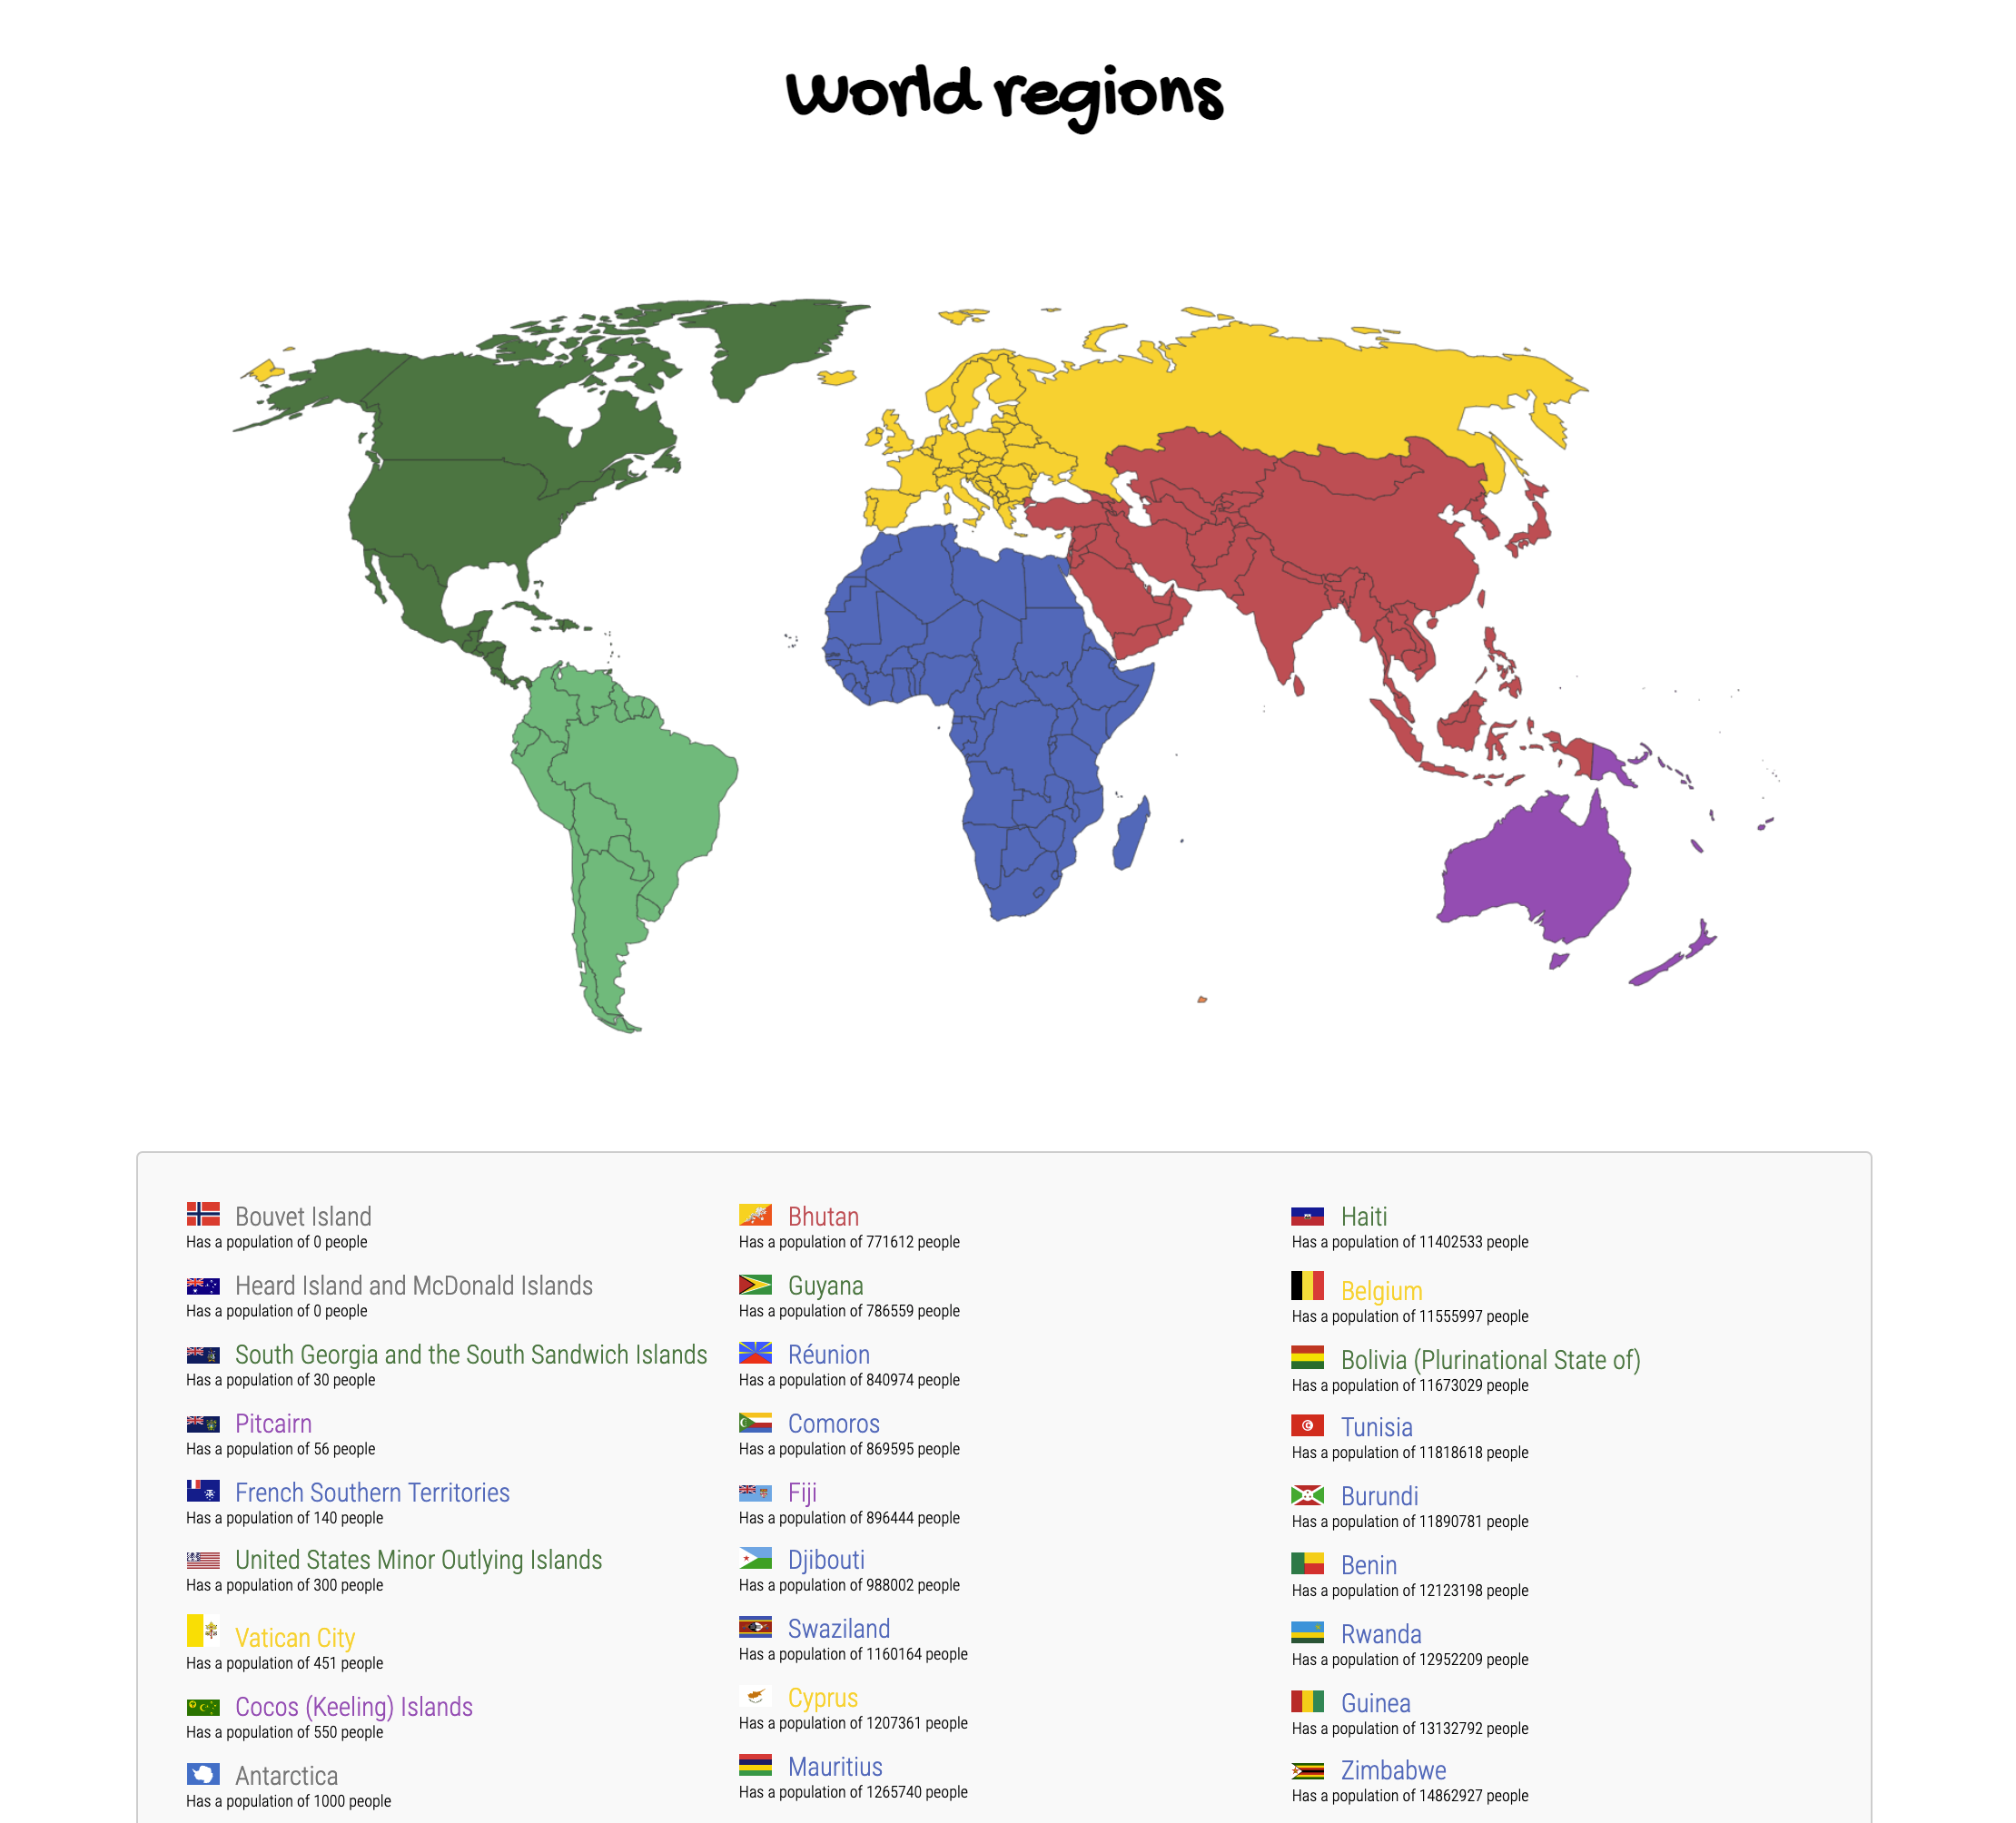 World regions
Bouvet Island
Has a population of 0 people
Heard Island and McDonald Islands
Has a population of 0 people
South Georgia and the South Sandwich Islands
Has a population of 30 people
Pitcairn
Has a population of 56 people
French Southern Territories
Has a population of 140 people
United States Minor Outlying Islands
Has a population of 300 people
Vatican City
Has a population of 451 people
Cocos (Keeling) Islands
Has a population of 550 people
Antarctica
Has a population of 1000 people
Bhutan
Has a population of 771612 people
Guyana
Has a population of 786559 people
Réunion
Has a population of 840974 people
Comoros
Has a population of 869595 people
Fiji
Has a population of 896444 people
Djibouti
Has a population of 988002 people
Swaziland
Has a population of 1160164 people
Cyprus
Has a population of 1207361 people
Mauritius
Has a population of 1265740 people
Haiti
Has a population of 11402533 people
Belgium
Has a population of 11555997 people
Bolivia (Plurinational State of)
Has a population of 11673029 people
Tunisia
Has a population of 11818618 people
Burundi
Has a population of 11890781 people
Benin
Has a population of 12123198 people
Rwanda
Has a population of 12952209 people
Guinea
Has a population of 13132792 people
Zimbabwe
Has a population of 14862927 people